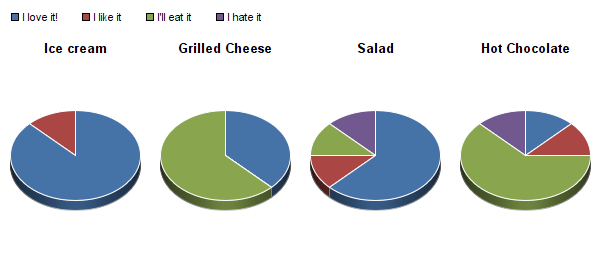 I love it! I like it I'll eat it I hate it
Ice cream Grilled Cheese Salad Hot Chocolate